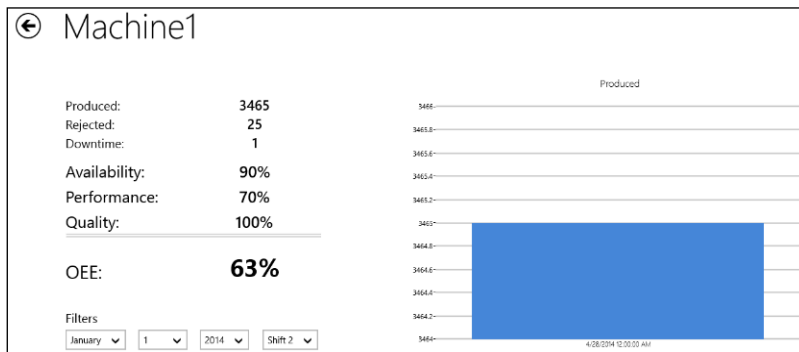 Machine1
Produced: 3465
Rejected: 25
Downtime: 1
Availability: 90%
Performance: 70%
Quality: 100%
OEE: 63%
Filters
January 1 2014 Shift 2
Produced
3466
3465.8
3465.6
3465.4
3465.2
3465
3464.8
3464.6
3464.4
3464.2
3464
4/28/2014 12:00:00 AM